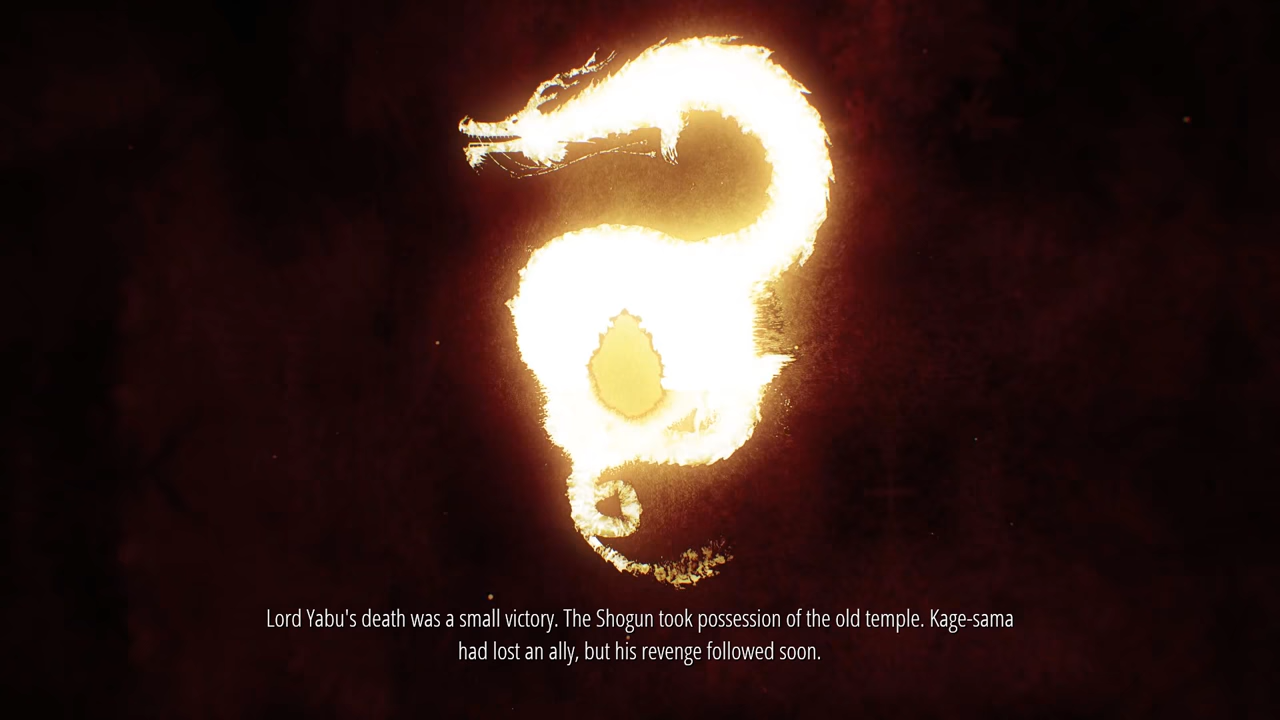 Lord Yabu's death was a small victory. The Shogun took possession of the old temple. Kage-sama
had lost an ally, but his revenge followed soon.